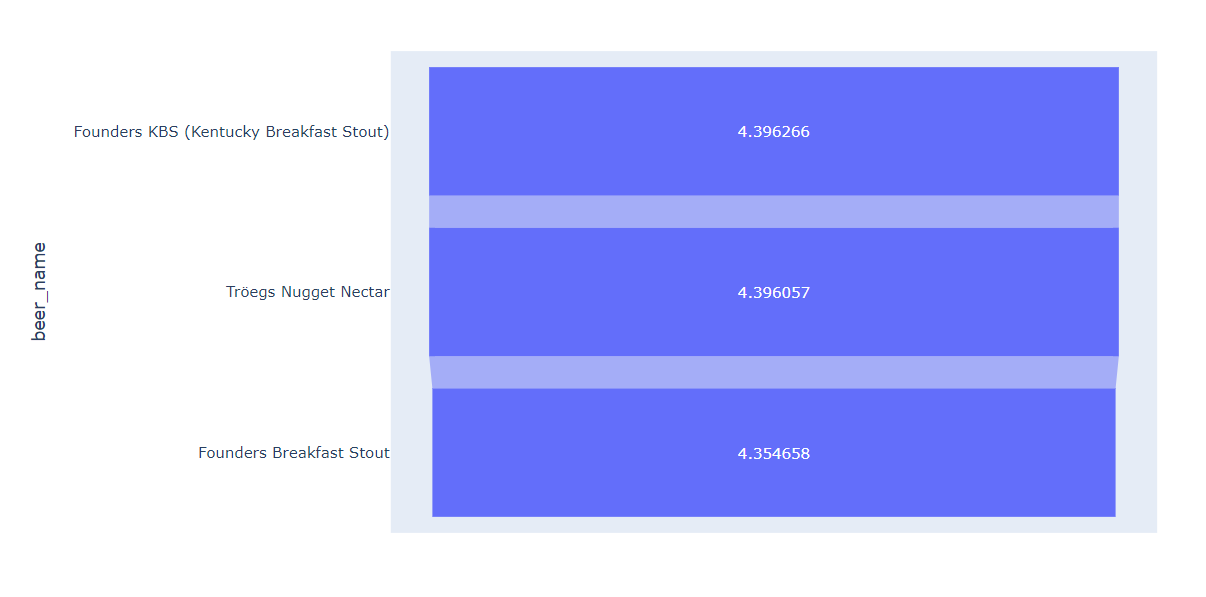 Founders KBS (Kentucky Breakfast Stout)
4.396266
Tröegs Nugget Nectar
4.396057
Founders Breakfast Stout
4.354658
beer_name